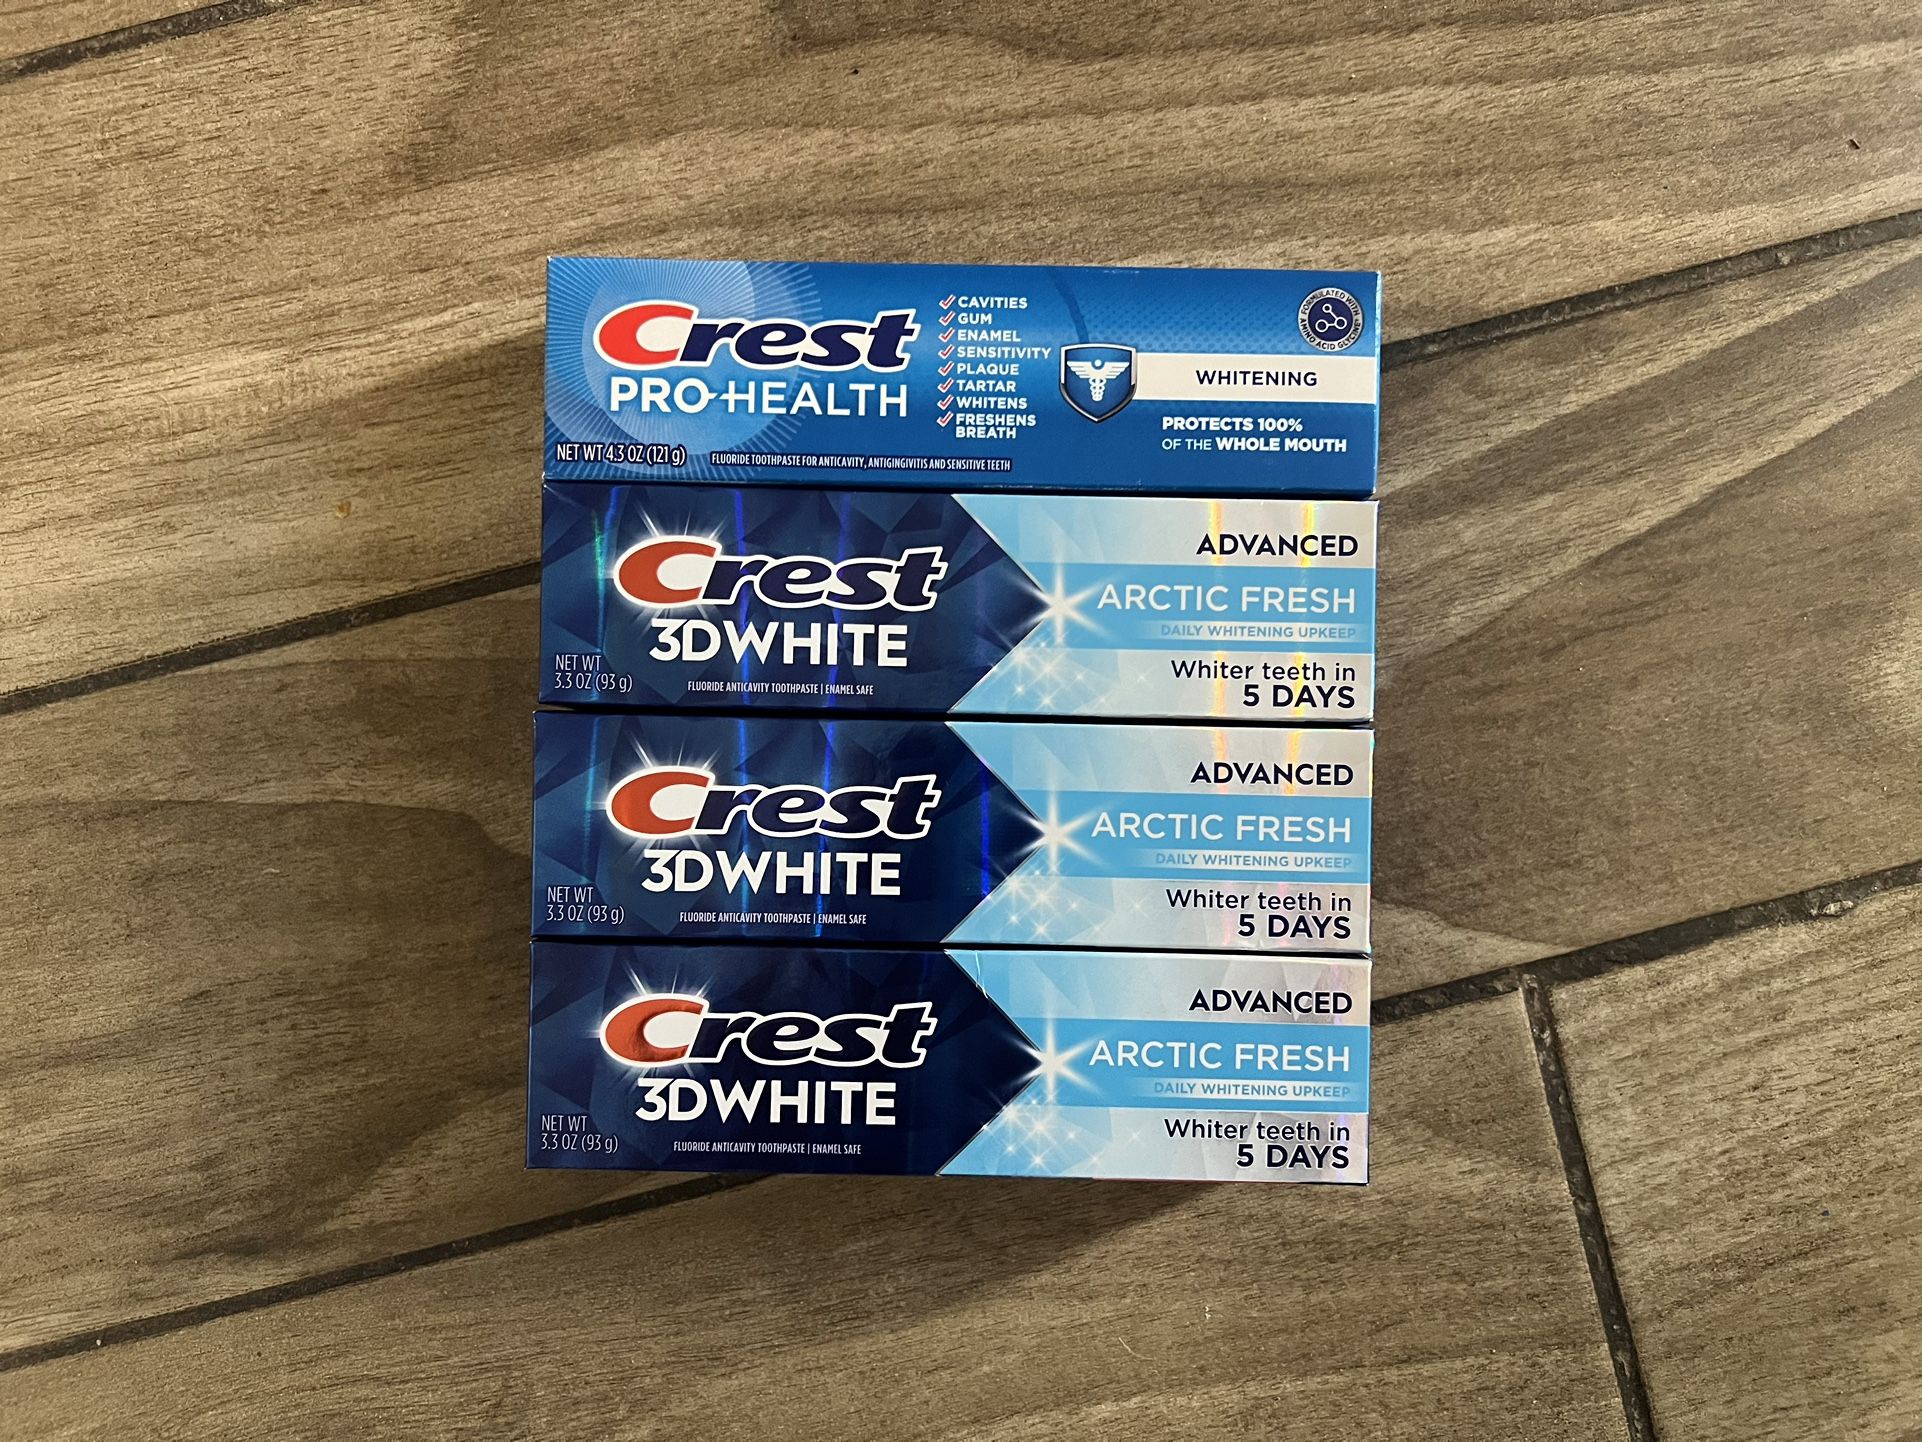 Crest
PRO-HEALTH
NET WT 4.3 OZ (121 g)
FLUORIDE TOOTHPASTE FOR ANTICAVITY, ANTIGINGIVITIS AND SENSITIVE TEETH
CAVITIES
GUM
ENAMEL
SENSITIVITY
PLAQUE
TARTAR
WHITENS
FRESHENS
BREATH
FORMULATED WITH
AMINO ACID GLYCINE
WHITENING
PROTECTS 100%
OF THE WHOLE MOUTH
Crest
3DWHITE
NET WT
3.3 OZ (93 g)
FLUORIDE ANTICAVITY TOOTHPASTE | ENAMEL SAFE
ADVANCED
ARCTIC FRESH
DAILY WHITENING UPKEEP
Whiter teeth in
5 DAYS
Crest
3DWHITE
NET WT
3.3 OZ (93 g)
FLUORIDE ANTICAVITY TOOTHPASTE | ENAMEL SAFE
ADVANCED
ARCTIC FRESH
DAILY WHITENING UPKEEP
Whiter teeth in
5 DAYS
Crest
3DWHITE
NET WT
3.3 OZ (93 g)
FLUORIDE ANTICAVITY TOOTHPASTE | ENAMEL SAFE
ADVANCED
ARCTIC FRESH
DAILY WHITENING UPKEEP
Whiter teeth in
5 DAYS